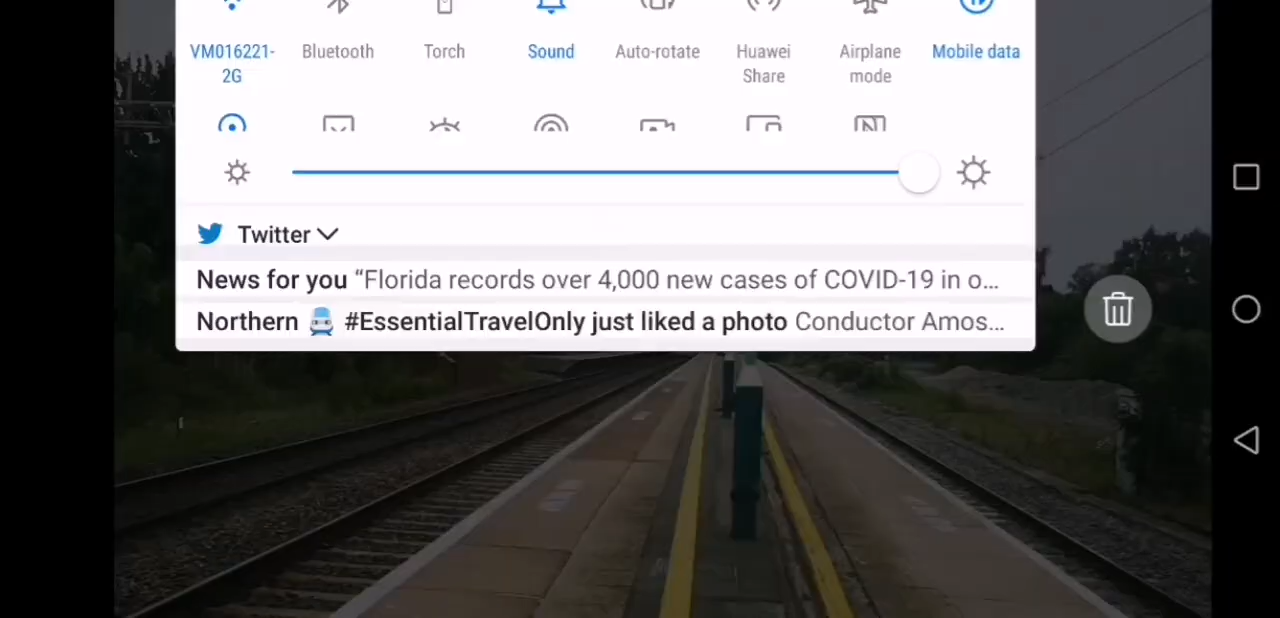 VM016221-
2G
Bluetooth
Torch
Sound
Auto-rotate
Huawei
Share
Airplane
mode
Mobile data
Twitter
News for you “Florida records over 4,000 new cases of COVID-19 in o...
Northern 🚆 #EssentialTravelOnly just liked a photo Conductor Amos...